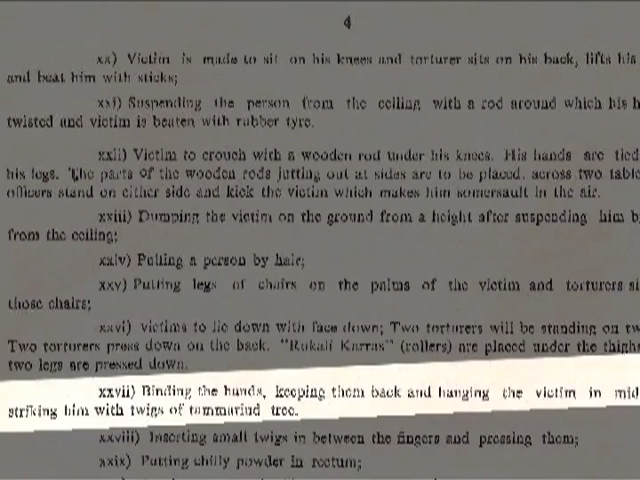 4
xx) Victim is made to sit on his knees and torturer sits on his back, lifts his
and beat him with sticks;
xxi) Suspending the person from the ceiling with a rod around which his h
twisted and victim is beaten with rubber tyre.
xxii) Victim to crouch with a wooden rod under his knees. His hands are tied
his legs. The parts of the wooden rods jutting out at sides are to be placed across two table
officers stand on either side and kick the victim which makes him somersault in the air.
xxiii) Dumping the victim on the ground from a height after suspending him b
from the ceiling;
xxiv) Pulling a person by hair;
xxv) Putting legs of chairs on the palms of the victim and torturers si
those chairs;
xxvi) victims to lie down with face down; Two torturers will be standing on tw
Two torturers press down on the back. "Rokali Karras" (rollers) are placed under the thighs
two legs are pressed down.
xxvii) Binding the hands, keeping them back and hanging the victim in mid
striking him with twigs of tammarind tree.
xxviii) Inserting small twigs in between the fingers and pressing them;
xxix) Putting chilly powder in rectum;